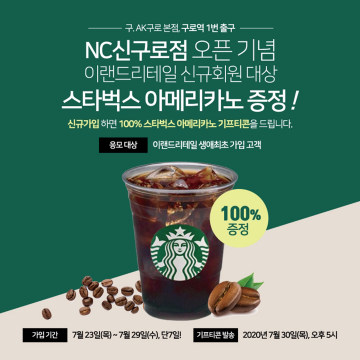 구. AK구로 본점, 구로역 1번 출구
NC신구로점 오픈 기념
이랜드리테일 신규회원 대상
스타벅스 아메리카노 증정!
신규가입 하면 100% 스타벅스 아메리카노 기프티콘을 드립니다.
응모 대상 이랜드리테일 생애최초 가입 고객
100%
증정
가입 기간 7월 23일(목) ~ 7월 29일(수), 단7일!
기프티콘 발송 2020년 7월 30일(목), 오후 5시